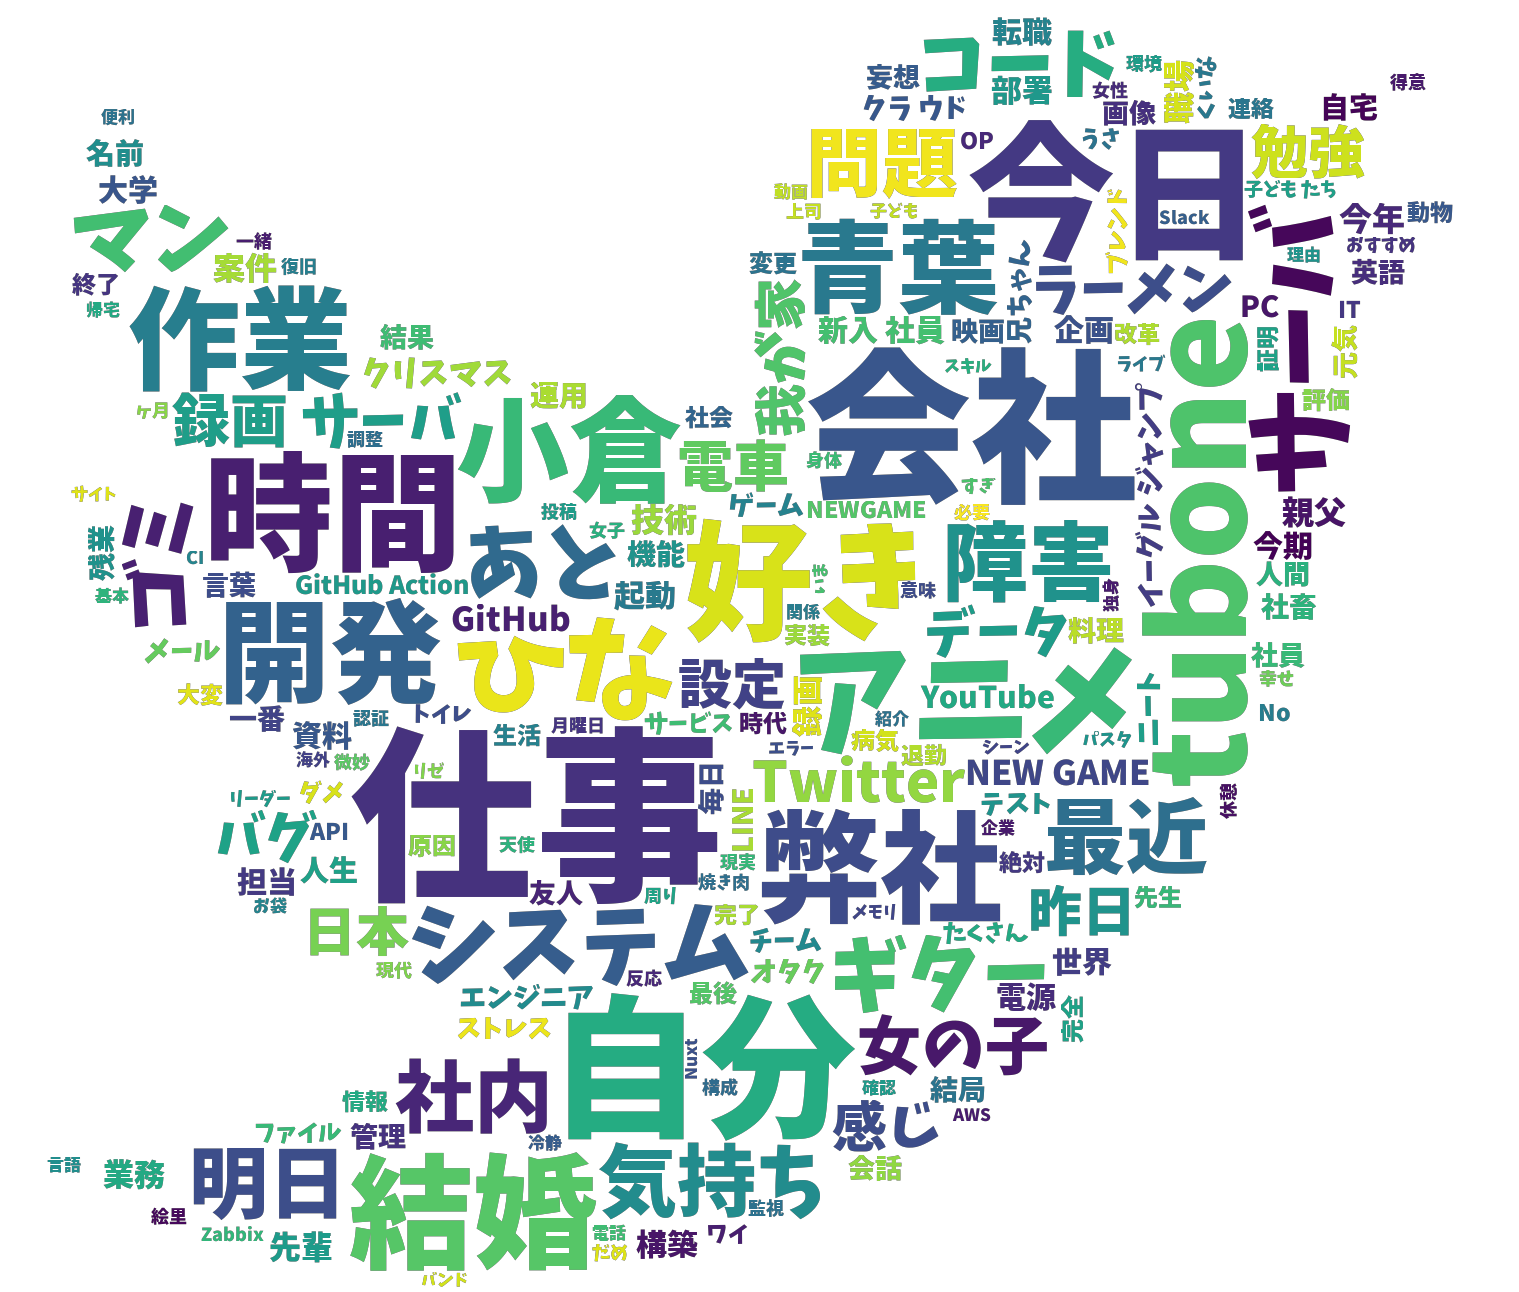 転職
コード
妄想
部署
環境
職場
くいな
女性
得意
クラウド
画像
連絡
自宅
便利
問題
OP
今日
うさ
勉強
名前
動画
上司
子ども
フレンド
Slack
子どもたち
大学
マン
一緒
青葉
サーバー
今年
動物
おすすめ
理由
英語
案件
復旧
終了
帰宅
変更
兄ちゃん
ラーメン
作業
我が家
新入社員
映画
企画
改革
PC
IT
結果
証明
元気
クリスマス
運用
スキル
ライブ
tubone
会社
ケ月
録画
サーバ
調整
小倉
社会
電車
身体
イーグルジャンプ
評価
サイト
時間
ゴミ
残業
CI
基本
言葉
GitHub Action
投稿
女子
技術
ゲーム
NEWGAME
すぎ
必要
親父
あと
機能
好き
障害
今期
起動
意味
独身
人間
社畜
開発
GitHub
ひな
関係
実装
データ
料理
メール
大変
設定
アニメ
YouTube
社員
幸せ
一番
認証
トイレ
月曜日
サービス
時代
録画
紹介
No
資料
生活
エラー
病気
退勤
シーン
パスタ
ニート
海外
微妙
リゼ
仕事
毎日
Twitter
NEW GAME
リーダー
ダメ
LINE
テスト
休憩
バグ
API
原因
天使
弊社
企業
最近
現実
絶対
担当
人生
友人
焼き肉
周り
お袋
メモリ
昨日
先生
日本
システム
完了
チーム
たくさん
現代
反応
オタク
ギター
世界
エンジニア
最後
電源
ストレス
自分
女の子
完全
Nuxt
社内
構成
確認
結局
情報
感じ
AWS
ファイル
管理
冷静
言語
業務
明日
結婚
気持ち
会話
絵里
監視
Zabbix
先輩
電話
だめ
構築
ワイ
バンド